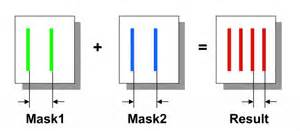 + =
Mask1 Mask2 Result